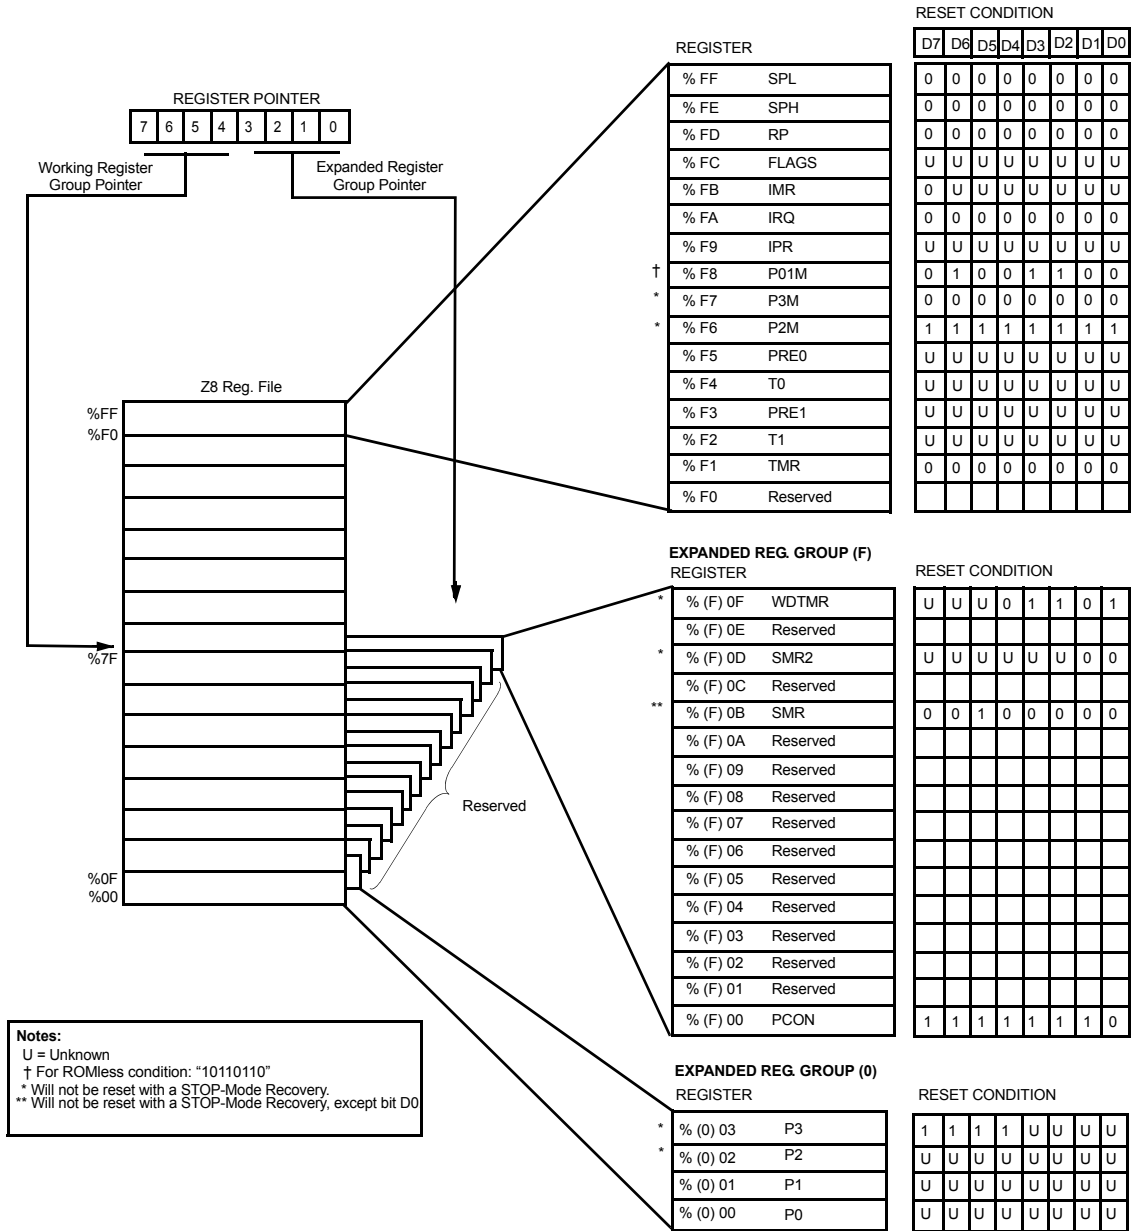 REGISTER POINTER
7 6 5 4 3 2 1 0
Working Register
Group Pointer
Expanded Register
Group Pointer
Z8 Reg. File
%FF
%F0
%7F
%0F
%00
Reserved
REGISTER
RESET CONDITION
D7 D6 D5 D4 D3 D2 D1 D0
% FF SPL 0 0 0 0 0 0 0 0
% FE SPH 0 0 0 0 0 0 0 0
% FD RP 0 0 0 0 0 0 0 0
% FC FLAGS U U U U U U U U
% FB IMR 0 U U U U U U U
% FA IRQ 0 0 0 0 0 0 0 0
% F9 IPR U U U U U U U U
† % F8 P01M 0 1 0 0 1 1 0 0
* % F7 P3M 0 0 0 0 0 0 0 0
* % F6 P2M 1 1 1 1 1 1 1 1
% F5 PRE0 U U U U U U U U
% F4 T0 U U U U U U U U
% F3 PRE1 U U U U U U U U
% F2 T1 U U U U U U U U
% F1 TMR 0 0 0 0 0 0 0 0
% F0 Reserved
EXPANDED REG. GROUP (F)
REGISTER
RESET CONDITION
* % (F) 0F WDTMR U U U 0 1 1 0 1
% (F) 0E Reserved
* % (F) 0D SMR2 U U U U U U 0 0
% (F) 0C Reserved
** % (F) 0B SMR 0 0 1 0 0 0 0 0
% (F) 0A Reserved
% (F) 09 Reserved
% (F) 08 Reserved
% (F) 07 Reserved
% (F) 06 Reserved
% (F) 05 Reserved
% (F) 04 Reserved
% (F) 03 Reserved
% (F) 02 Reserved
% (F) 01 Reserved
% (F) 00 PCON 1 1 1 1 1 1 1 0
EXPANDED REG. GROUP (0)
REGISTER
RESET CONDITION
* % (0) 03 P3 1 1 1 1 U U U U
* % (0) 02 P2 U U U U U U U U
% (0) 01 P1 U U U U U U U U
% (0) 00 P0 U U U U U U U U
Notes:
U = Unknown
† For ROMless condition: “10110110”
* Will not be reset with a STOP-Mode Recovery.
** Will not be reset with a STOP-Mode Recovery, except bit D0